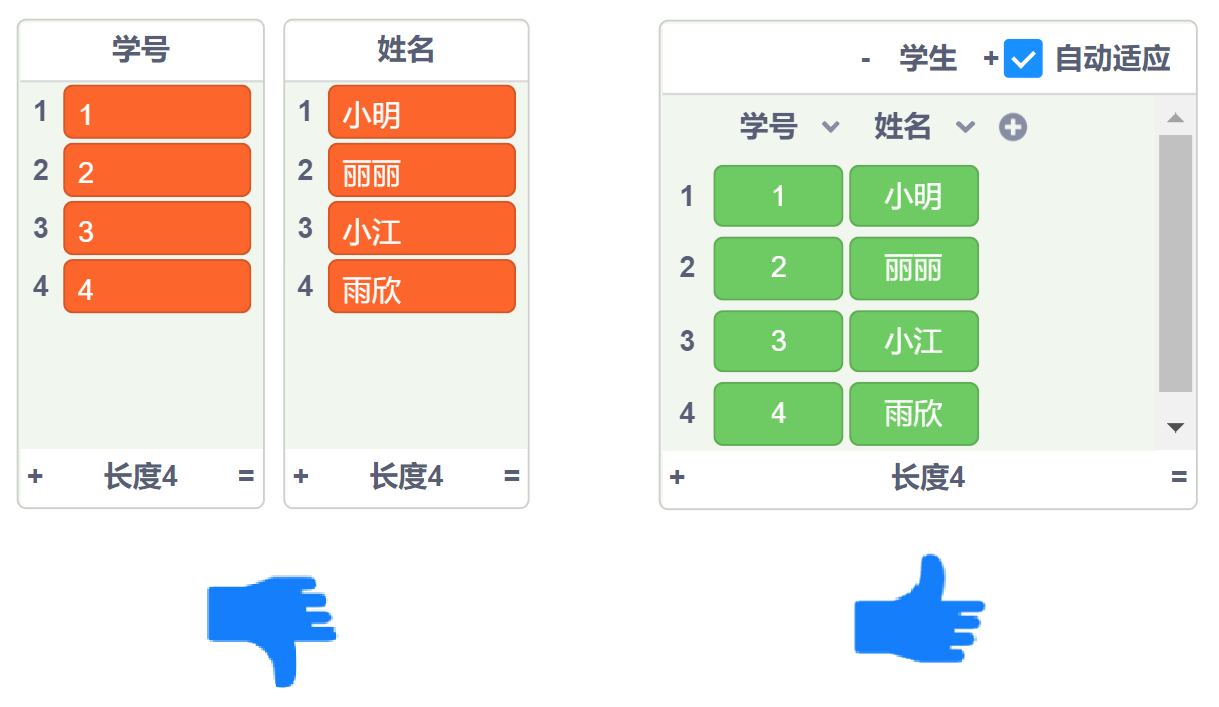 学号
1 1
2 2
3 3
4 4
+ 长度4 =
姓名
1 小明
2 丽丽
3 小江
4 雨欣
+ 长度4 =
- 学生 + 自动适应
学号 姓名
1 1 小明
2 2 丽丽
3 3 小江
4 4 雨欣
+ 长度4 =